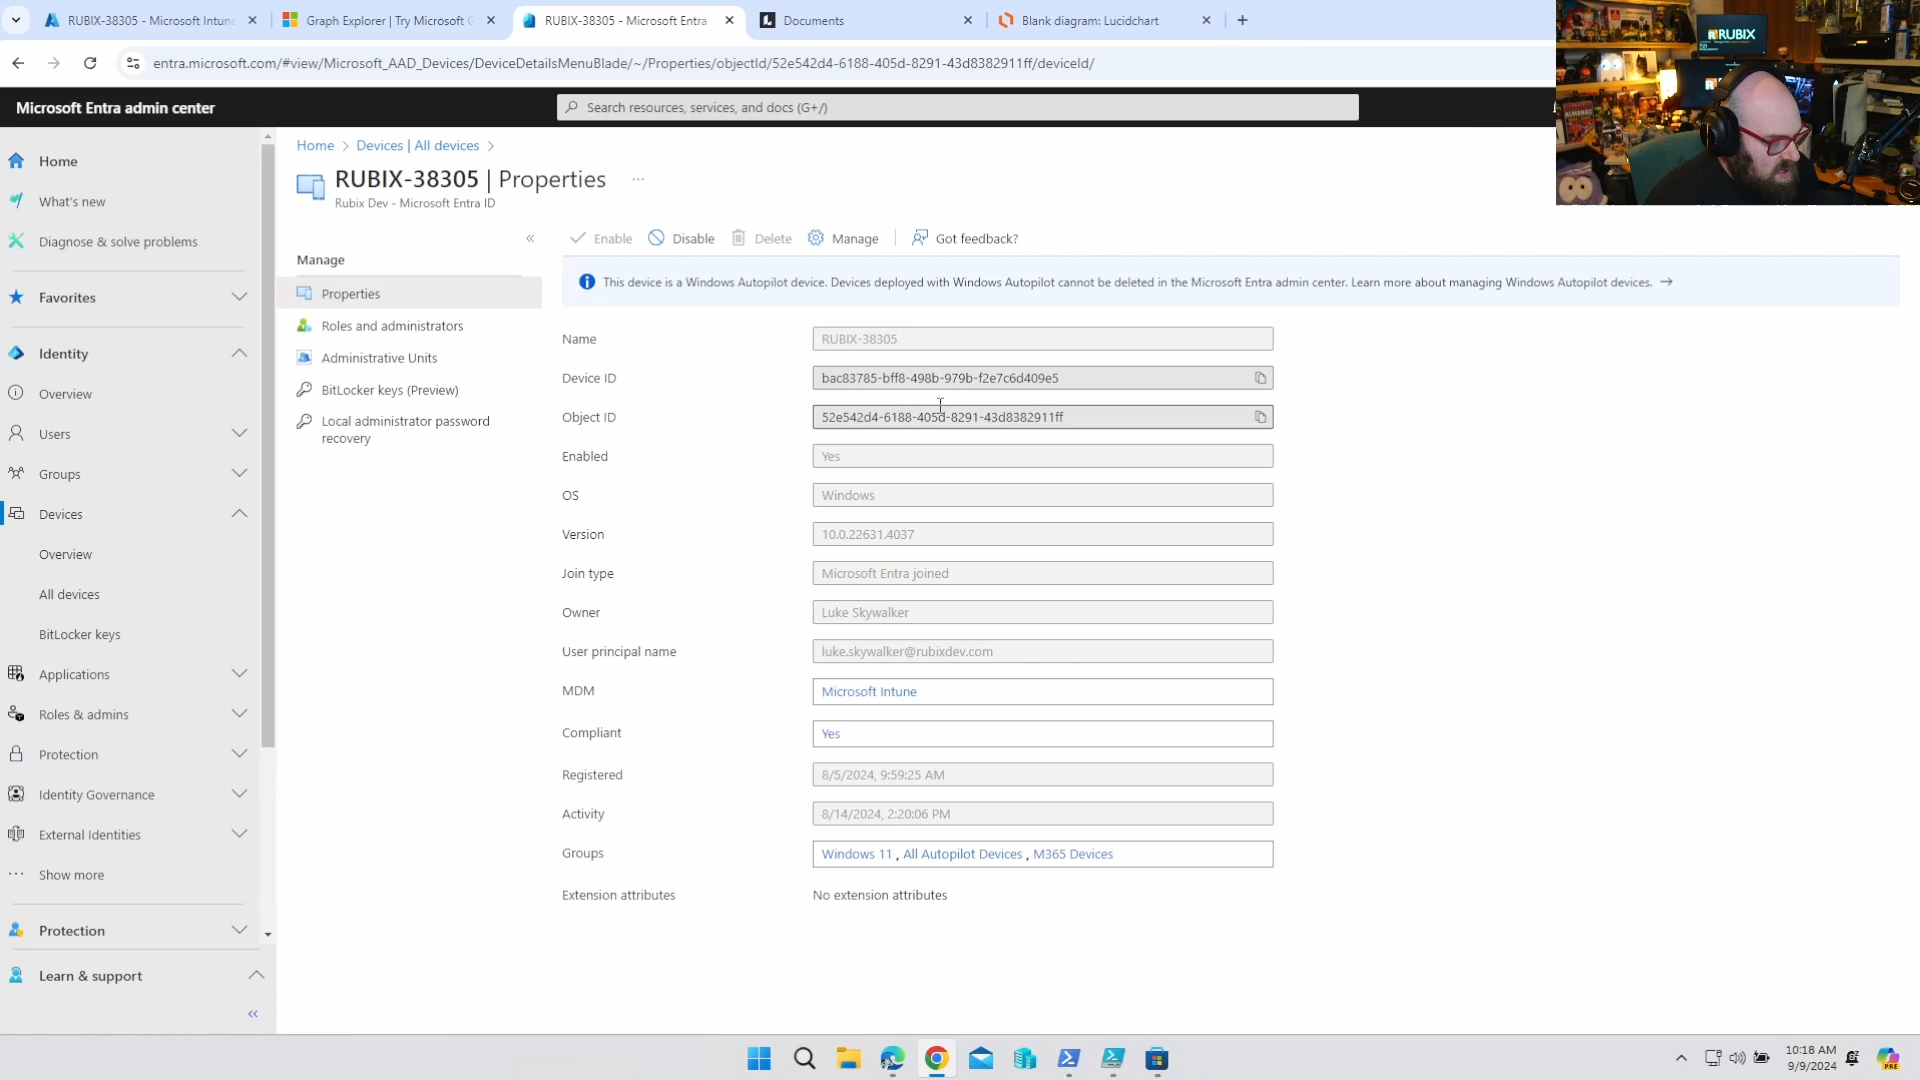 RUBIX-38305 - Microsoft Intune
Graph Explorer | Try Microsoft G
RUBIX-38305 - Microsoft Entra
Documents
Blank diagram: Lucidchart
entra.microsoft.com/#view/Microsoft_AAD_Devices/DeviceDetailsMenuBlade/~/Properties/objectId/52e542d4-6188-405d-8291-43d8382911ff/deviceId/
RUBIX
Microsoft Entra admin center
Search resources, services, and docs (G+/)
Home
What's new
Diagnose & solve problems
Favorites
Identity
Overview
Users
Groups
Devices
Overview
All devices
BitLocker keys
Applications
Roles & admins
Protection
Identity Governance
External Identities
Show more
Protection
Learn & support
Home > Devices | All devices >
RUBIX-38305 | Properties
Rubix Dev - Microsoft Entra ID
Manage
Properties
Roles and administrators
Administrative Units
BitLocker keys (Preview)
Local administrator password
recovery
Enable
Disable
Delete
Manage
Got feedback?
This device is a Windows Autopilot device. Devices deployed with Windows Autopilot cannot be deleted in the Microsoft Entra admin center. Learn more about managing Windows Autopilot devices.
Name RUBIX-38305
Device ID bac83785-bff8-498b-979b-f2e7c6d409e5
Object ID 52e542d4-6188-405d-8291-43d8382911ff
Enabled Yes
OS Windows
Version 10.0.22631.4037
Join type Microsoft Entra joined
Owner Luke Skywalker
User principal name luke.skywalker@rubixdev.com
MDM Microsoft Intune
Compliant Yes
Registered 8/5/2024, 9:59:25 AM
Activity 8/14/2024, 2:20:06 PM
Groups Windows 11 , All Autopilot Devices , M365 Devices
Extension attributes No extension attributes
10:18 AM
9/9/2024
PRE